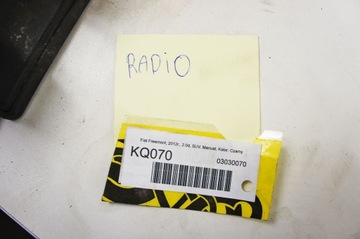 RADIO
Fiat Freemont, 2012r., 2.0d, SUV, Manual, Kolor: Czarny
KQ070
03030070